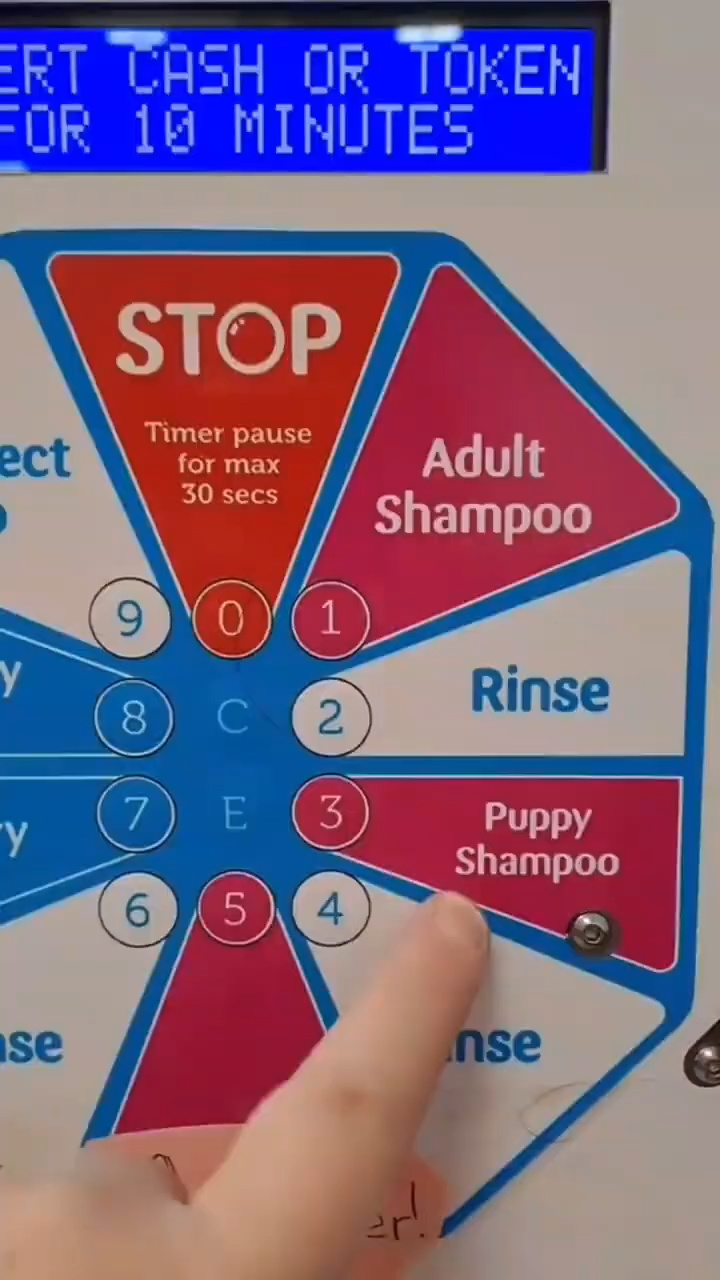 ERT CASH OR TOKEN
FOR 10 MINUTES
STOP
Timer pause
for max
30 secs
Adult
Shampoo
ect
9
0
1
Rinse
y
8
C
2
7
E
3
Puppy
Shampoo
y
6
5
4
nse
nse
er!